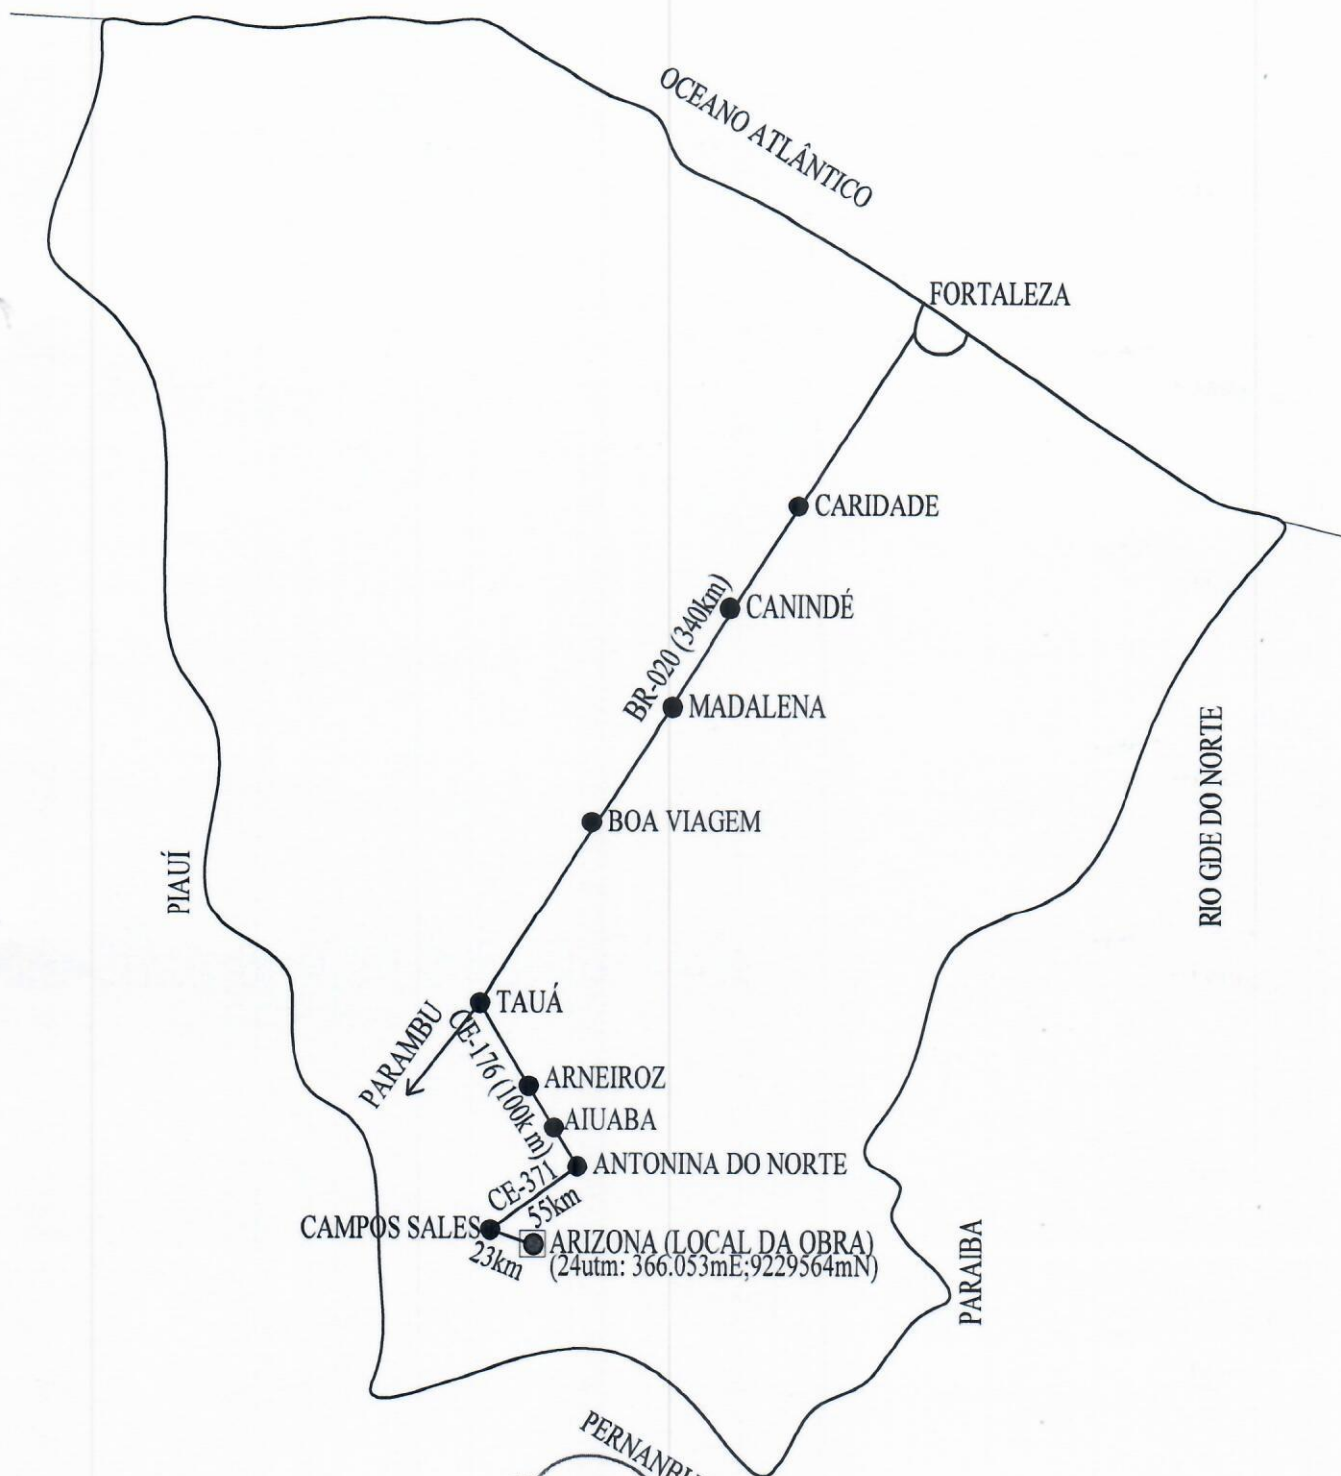 OCEANO ATLÂNTICO
FORTALEZA
CARIDADE
CANINDÉ
BR-020 (340km)
MADALENA
RIO GDE DO NORTE
BOA VIAGEM
PIAUÍ
TAUÁ
PARAMBU
CE-176 (100k m)
ARNEIROZ
AIUABA
ANTONINA DO NORTE
CE-371
55km
CAMPOS SALES
23km
ARIZONA (LOCAL DA OBRA)
(24utm: 366.053mE;9229564mN)
PARAIBA